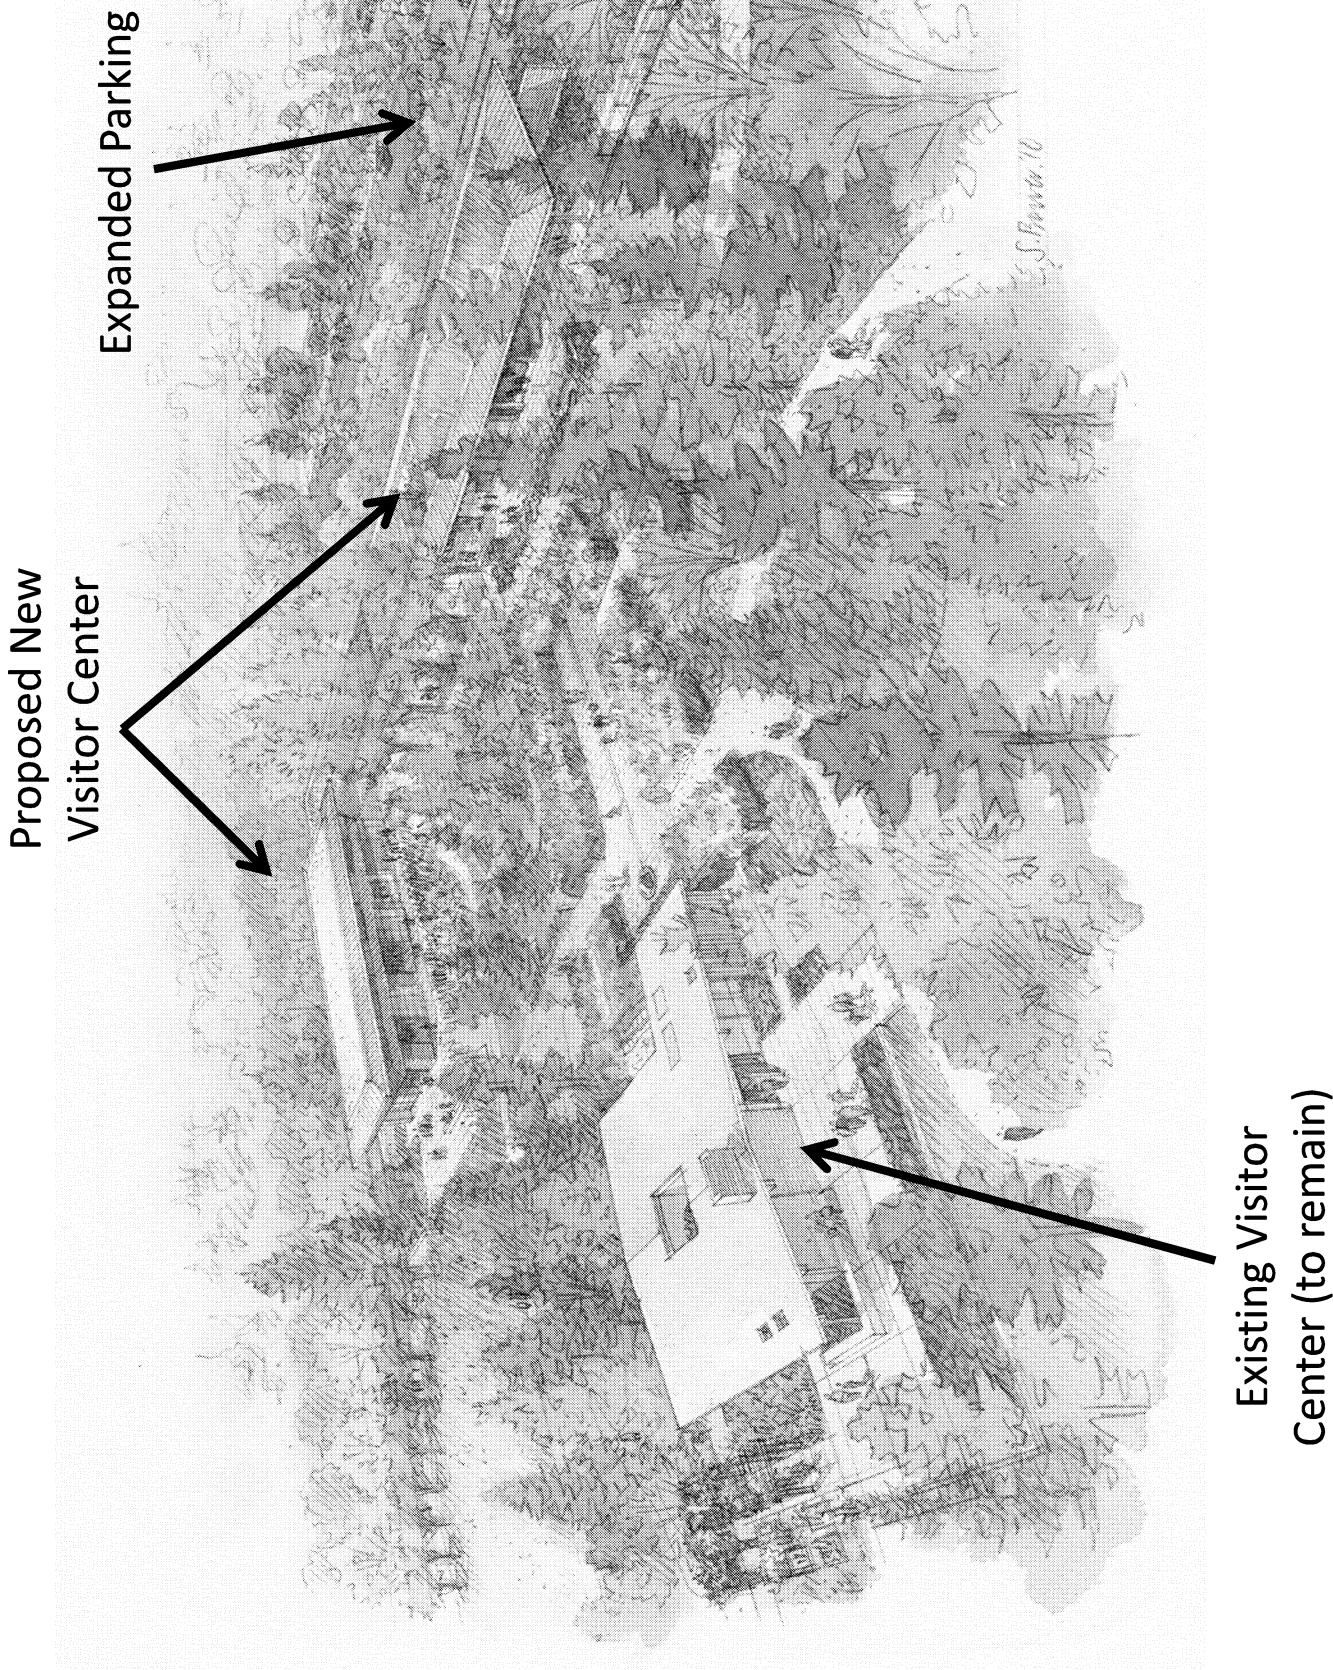 Proposed New
Visitor Center
Expanded Parking
Existing Visitor
Center (to remain)